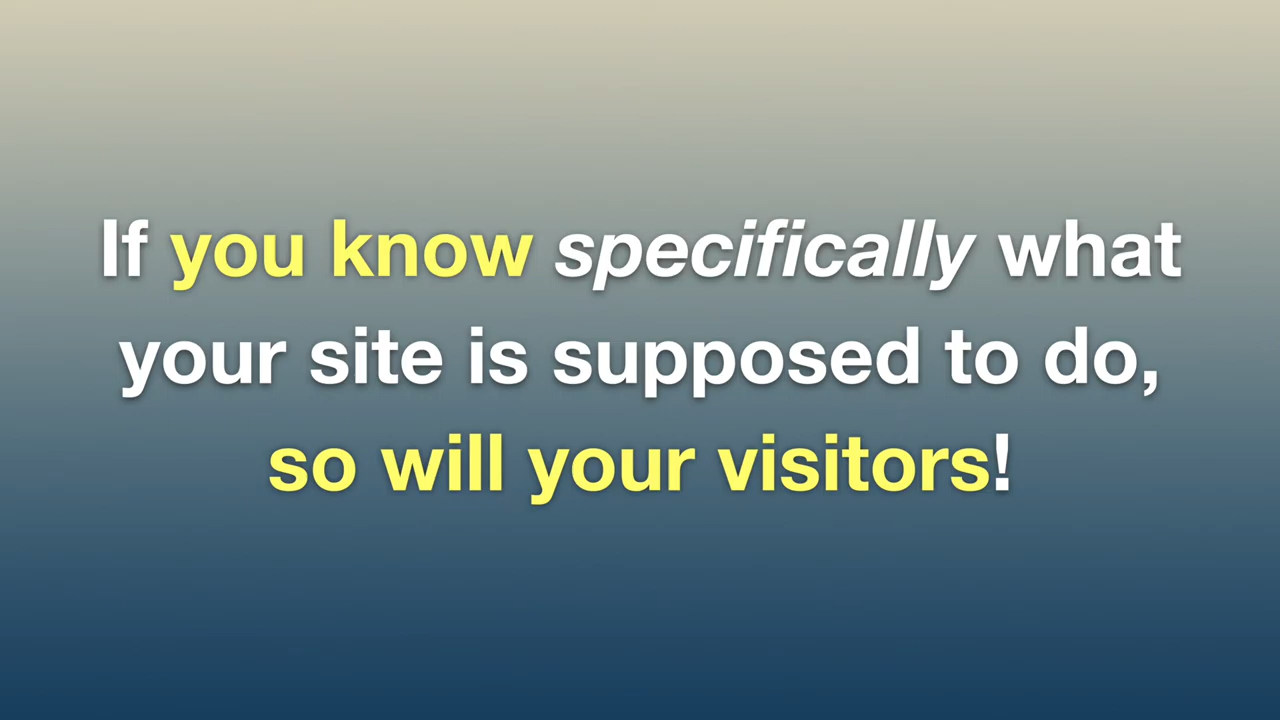 If you know specifically what
your site is supposed to do,
so will your visitors!